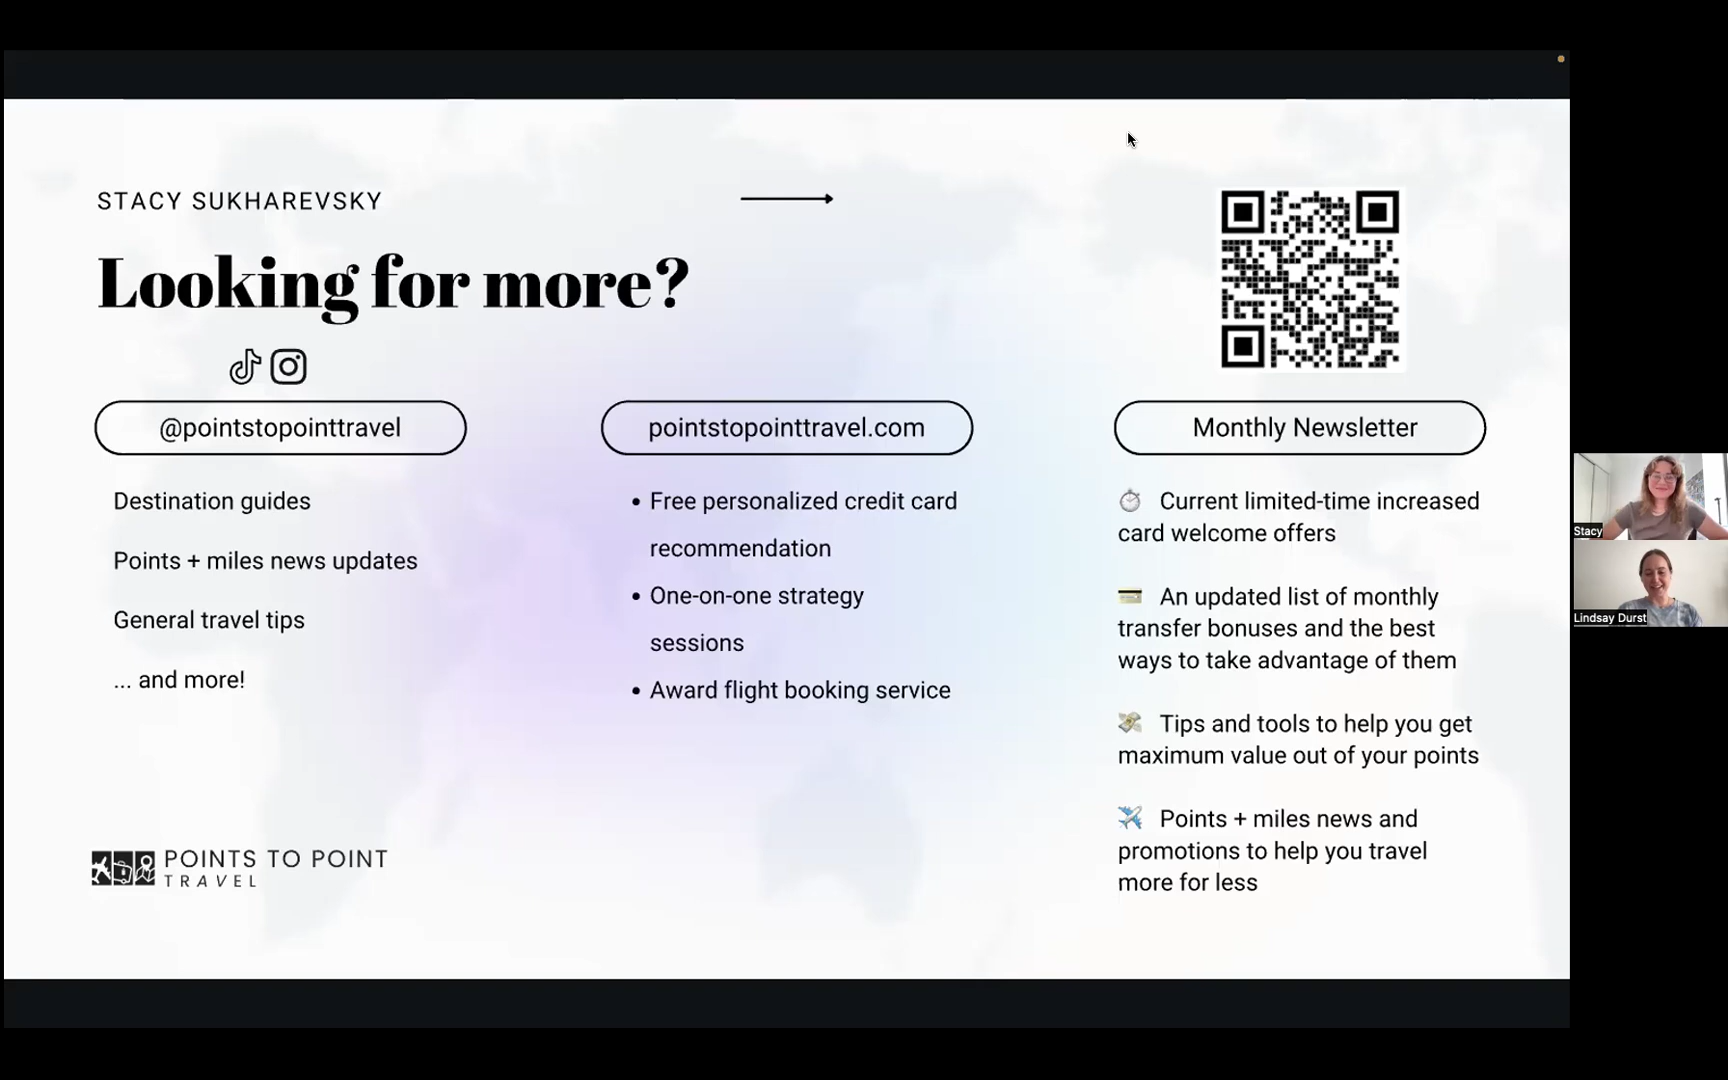 STACY SUKHAREVSKY
Looking for more?
@pointstopointtravel
Destination guides
Points + miles news updates
General travel tips
... and more!
pointstopointtravel.com
• Free personalized credit card
recommendation
• One-on-one strategy
sessions
• Award flight booking service
Monthly Newsletter
Current limited-time increased
card welcome offers
An updated list of monthly
transfer bonuses and the best
ways to take advantage of them
Tips and tools to help you get
maximum value out of your points
Points + miles news and
promotions to help you travel
more for less
POINTS TO POINT
TRAVEL
Stacy
Lindsay Durst